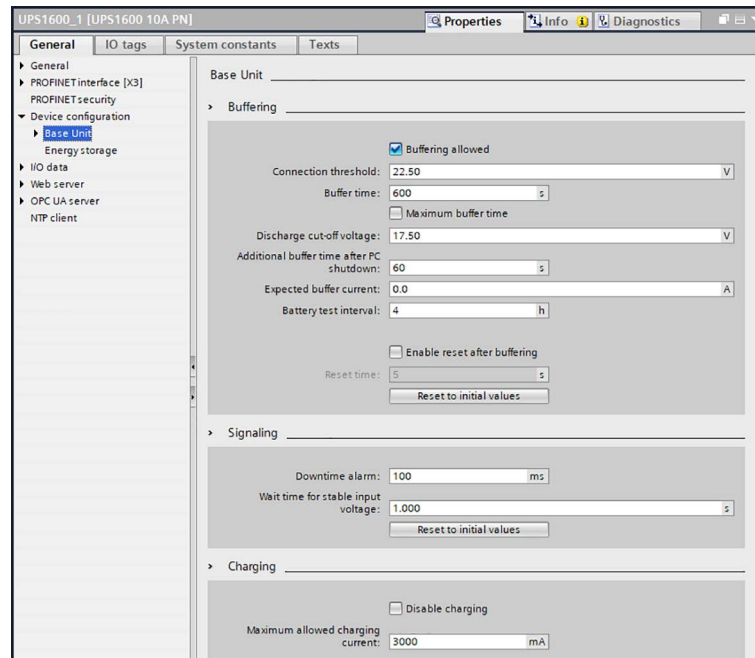 UPS1600_1 [UPS1600 10A PN]
Properties
Info
Diagnostics
General
IO tags
System constants
Texts
General
PROFINET interface [X3]
PROFINET security
Device configuration
Base Unit
Energy storage
I/O data
Web server
OPC UA server
NTP client
Base Unit
Buffering
Buffering allowed
Connection threshold: 22.50 V
Buffer time: 600 s
Maximum buffer time
Discharge cut-off voltage: 17.50 V
Additional buffer time after PC
shutdown: 60 s
Expected buffer current: 0.0 A
Battery test interval: 4 h
Enable reset after buffering
Reset time: 5 s
Reset to initial values
Signaling
Downtime alarm: 100 ms
Wait time for stable input
voltage: 1.000 s
Reset to initial values
Charging
Disable charging
Maximum allowed charging
current: 3000 mA